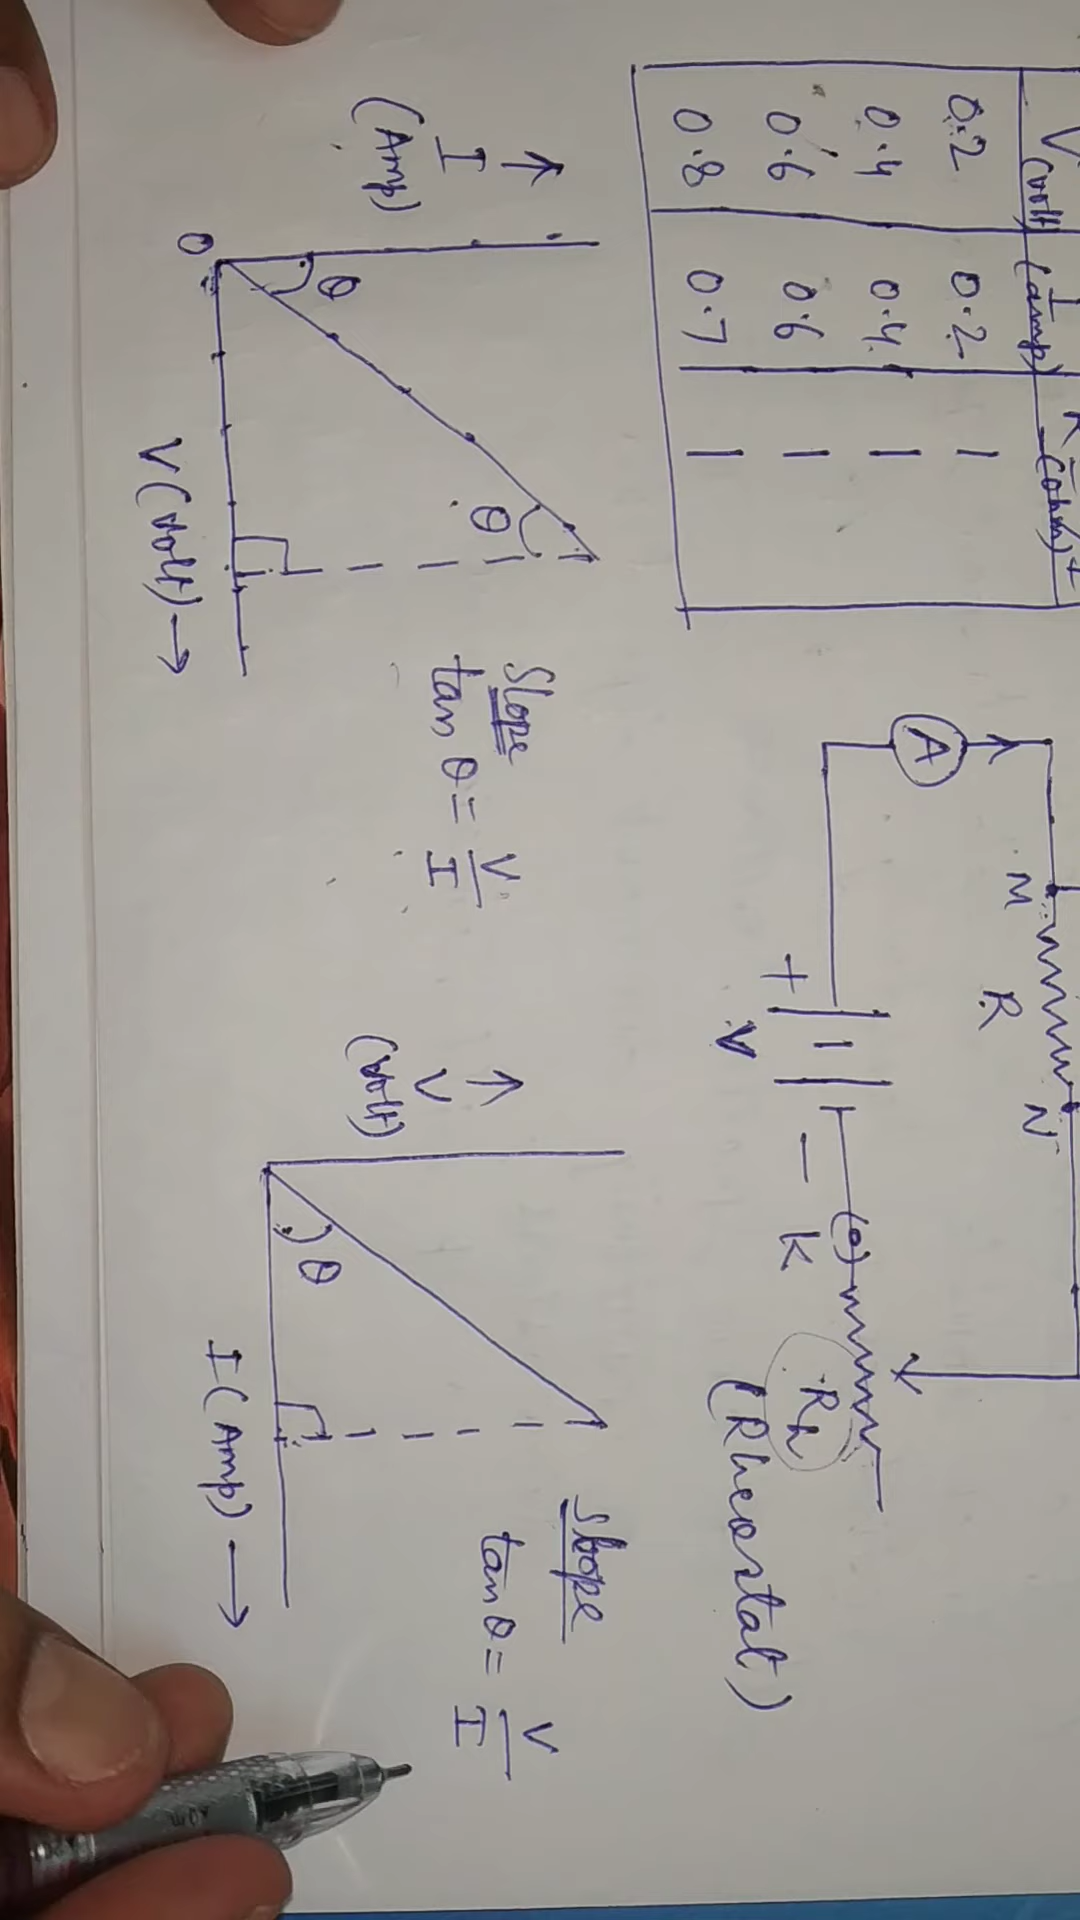 V I R =
(volt) (amp) (ohm)
0.2 0.2 1
0.4 0.4 1
0.6 0.6 1
0.8 0.7 1
A
M R N
+ V - K
Rh
(Rheostat)
↑
I
(Amp)
θ
θ
O
V (volt) →
Slope
tan θ = V/I
↑
V
(volt)
θ
I (Amp) →
Slope
tan θ = V/I